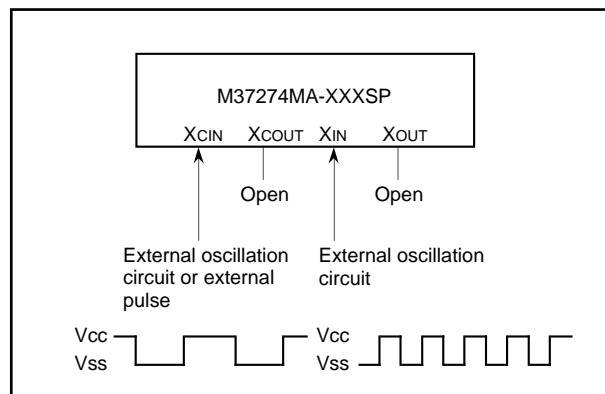 M37274MA-XXXSP
XCIN XCOUT XIN XOUT
Open Open
External oscillation
circuit or external
pulse
External oscillation
circuit
Vcc Vcc
Vss Vss